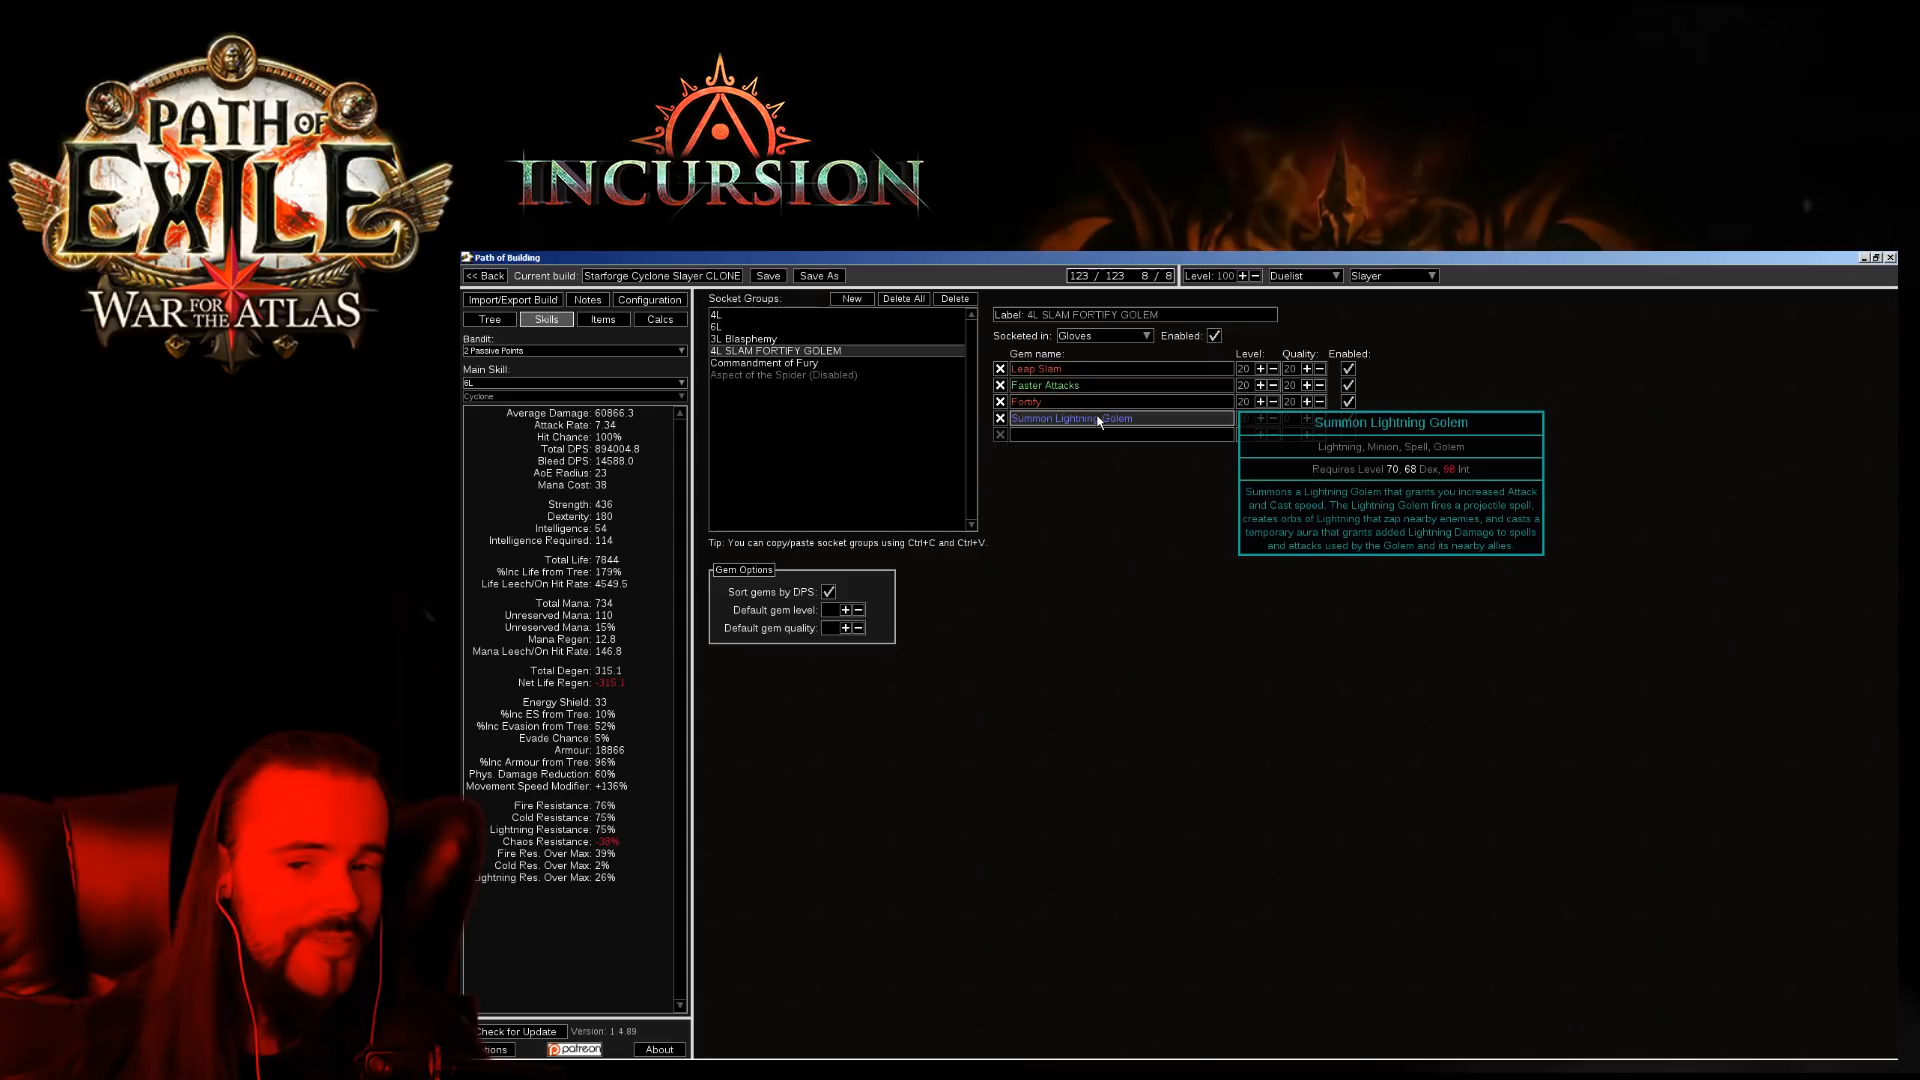 PATH OF
EXILE
WAR FOR THE ATLAS
INCURSION
Path of Building
<< Back Current build: Starforge Cyclone Slayer CLONE Save Save As 123 / 123 8 / 8 Level: 100 Duelist Slayer
Import/Export Build Notes Configuration
Tree Skills Items Calcs
Bandit:
2 Passive Points
Main Skill:
6L
Cyclone
Average Damage: 60866.3
Attack Rate: 7.34
Hit Chance: 100%
Total DPS: 894004.8
Bleed DPS: 14588.0
AoE Radius: 23
Mana Cost: 38
Strength: 436
Dexterity: 180
Intelligence: 54
Intelligence Required: 114
Total Life: 7844
%Inc Life from Tree: 179%
Life Leech/On Hit Rate: 4549.5
Total Mana: 734
Unreserved Mana: 110
Unreserved Mana: 15%
Mana Regen: 12.8
Mana Leech/On Hit Rate: 146.8
Total Degen: 315.1
Net Life Regen: -315.1
Energy Shield: 33
%Inc ES from Tree: 10%
%Inc Evasion from Tree: 52%
Evade Chance: 5%
Armour: 18866
%Inc Armour from Tree: 96%
Phys. Damage Reduction: 60%
Movement Speed Modifier: +136%
Fire Resistance: 76%
Cold Resistance: 75%
Lightning Resistance: 75%
Chaos Resistance: -38%
Fire Res. Over Max: 39%
Cold Res. Over Max: 2%
ightning Res. Over Max: 26%
Check for Update Version: 1.4.89
tions patreon About
Socket Groups: New Delete All Delete
4L
6L
3L Blasphemy
4L SLAM FORTIFY GOLEM
Commandment of Fury
Aspect of the Spider (Disabled)
Tip: You can copy/paste socket groups using Ctrl+C and Ctrl+V.
Gem Options
Sort gems by DPS:
Default gem level:
Default gem quality:
Label: 4L SLAM FORTIFY GOLEM
Socketed in: Gloves Enabled:
Gem name: Level: Quality: Enabled:
Leap Slam 20 20
Faster Attacks 20 20
Fortify 20 20
Summon Lightning Golem
Summon Lightning Golem
Lightning, Minion, Spell, Golem
Requires Level 70, 68 Dex, 98 Int
Summons a Lightning Golem that grants you increased Attack
and Cast speed. The Lightning Golem fires a projectile spell,
creates orbs of Lightning that zap nearby enemies, and casts a
temporary aura that grants added Lightning Damage to spells
and attacks used by the Golem and its nearby allies.